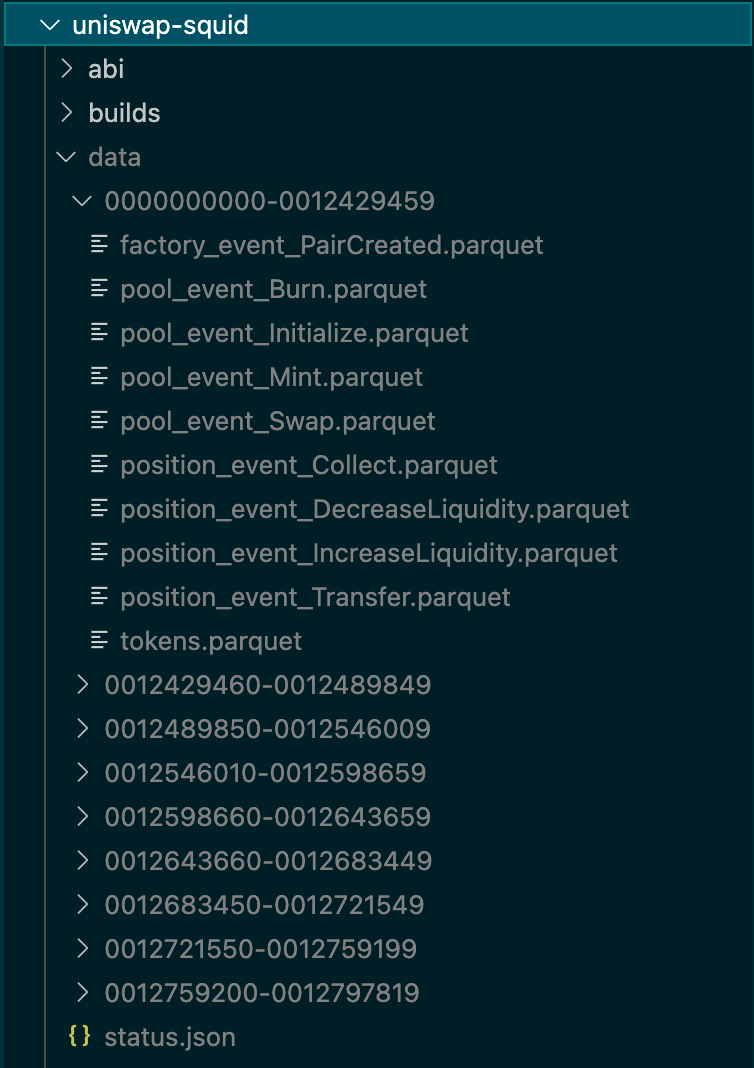 uniswap-squid
abi
builds
data
0000000000-0012429459
factory_event_PairCreated.parquet
pool_event_Burn.parquet
pool_event_Initialize.parquet
pool_event_Mint.parquet
pool_event_Swap.parquet
position_event_Collect.parquet
position_event_DecreaseLiquidity.parquet
position_event_IncreaseLiquidity.parquet
position_event_Transfer.parquet
tokens.parquet
0012429460-0012489849
0012489850-0012546009
0012546010-0012598659
0012598660-0012643659
0012643660-0012683449
0012683450-0012721549
0012721550-0012759199
0012759200-0012797819
{} status.json